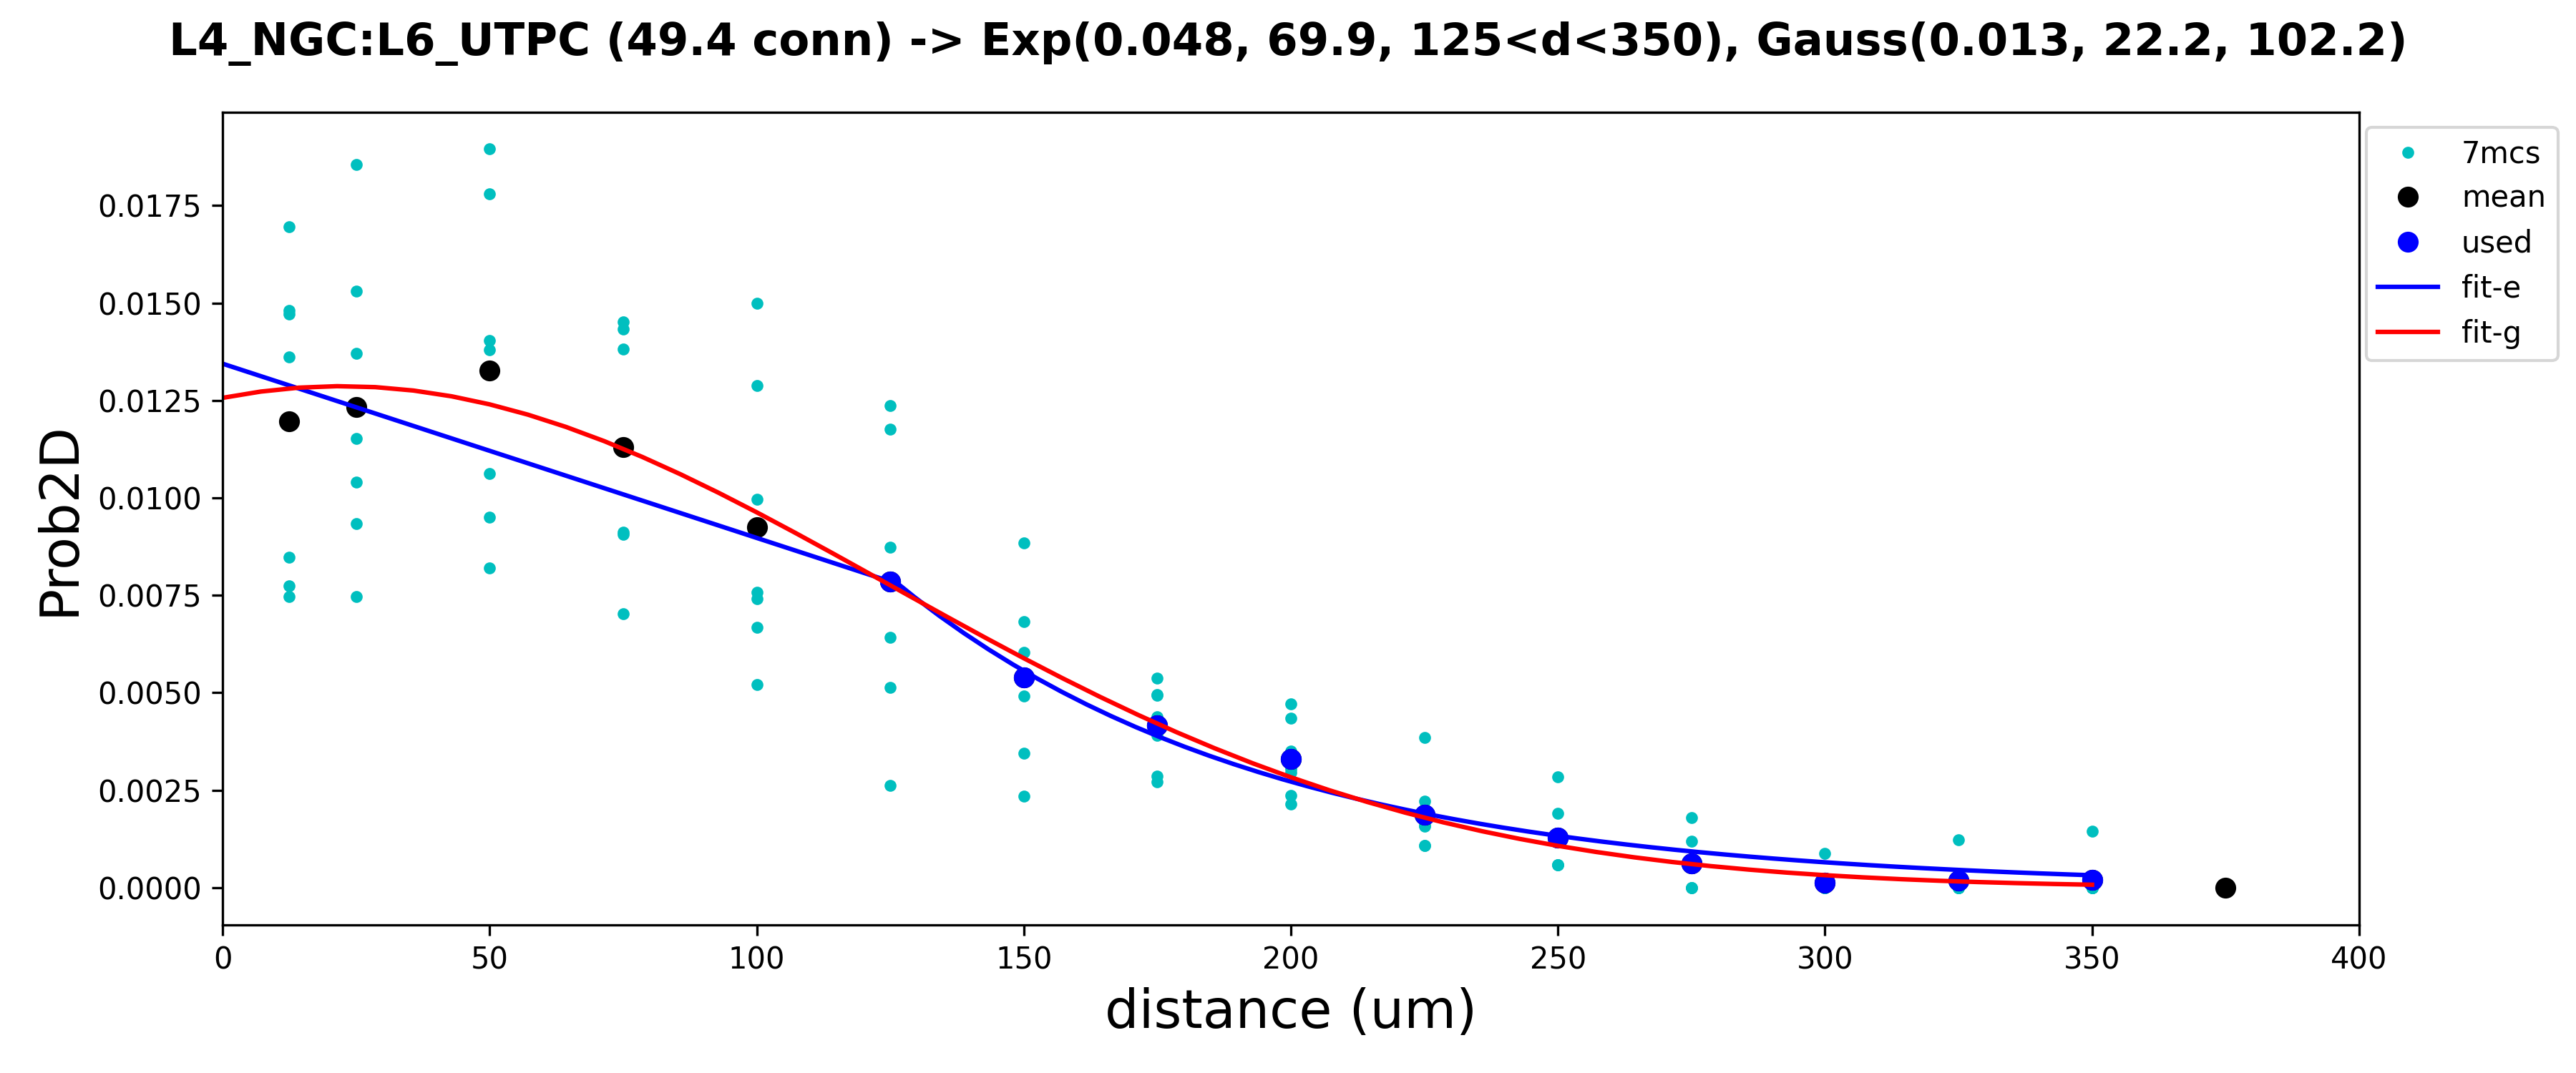 L4_NGC:L6_UTPC (49.4 conn) -> Exp(0.048, 69.9, 125<d<350), Gauss(0.013, 22.2, 102.2)
7mcs
mean
used
fit-e
fit-g
Prob2D
0.0175
0.0150
0.0125
0.0100
0.0075
0.0050
0.0025
0.0000
0 50 100 150 200 250 300 350 400
distance (um)